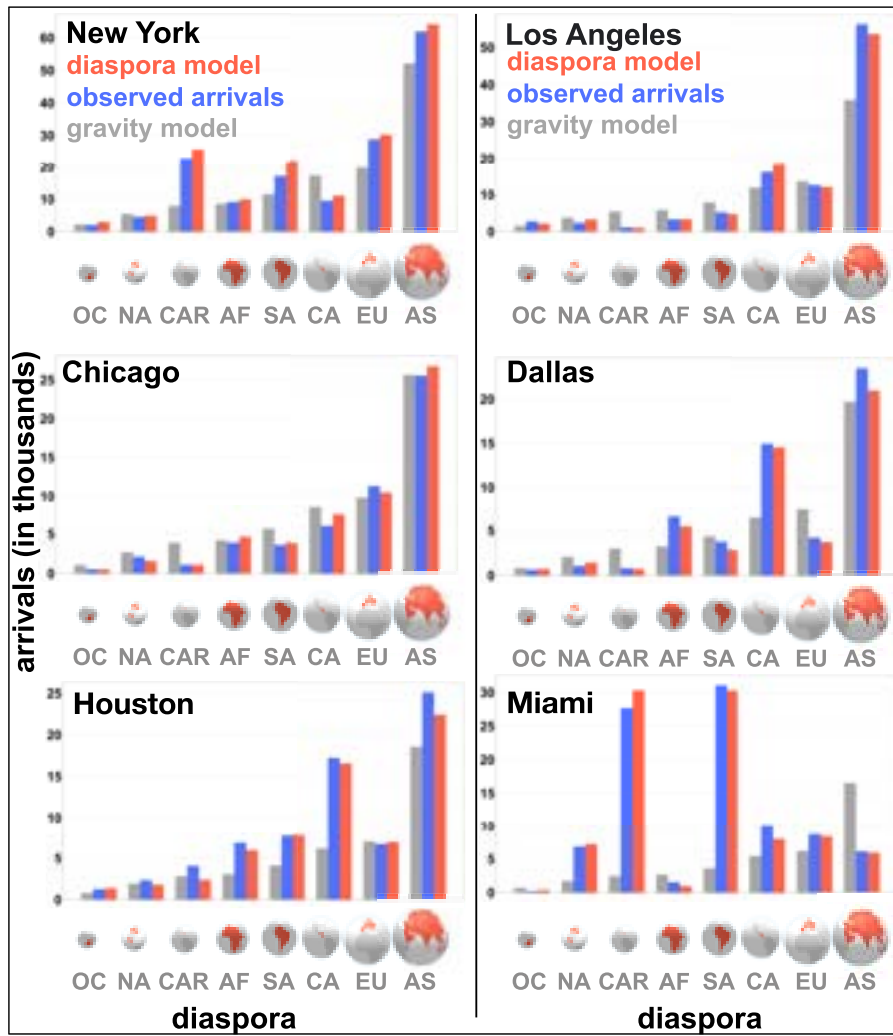 New York
diaspora model
observed arrivals
gravity model
60
50
40
30
20
10
0
OC NA CAR AF SA CA EU AS
Los Angeles
diaspora model
observed arrivals
gravity model
50
40
30
20
10
0
OC NA CAR AF SA CA EU AS
arrivals (in thousands)
Chicago
25
20
15
10
5
0
OC NA CAR AF SA CA EU AS
Dallas
20
15
10
5
0
OC NA CAR AF SA CA EU AS
Houston
25
20
15
10
5
0
OC NA CAR AF SA CA EU AS
diaspora
Miami
30
25
20
15
10
5
0
OC NA CAR AF SA CA EU AS
diaspora